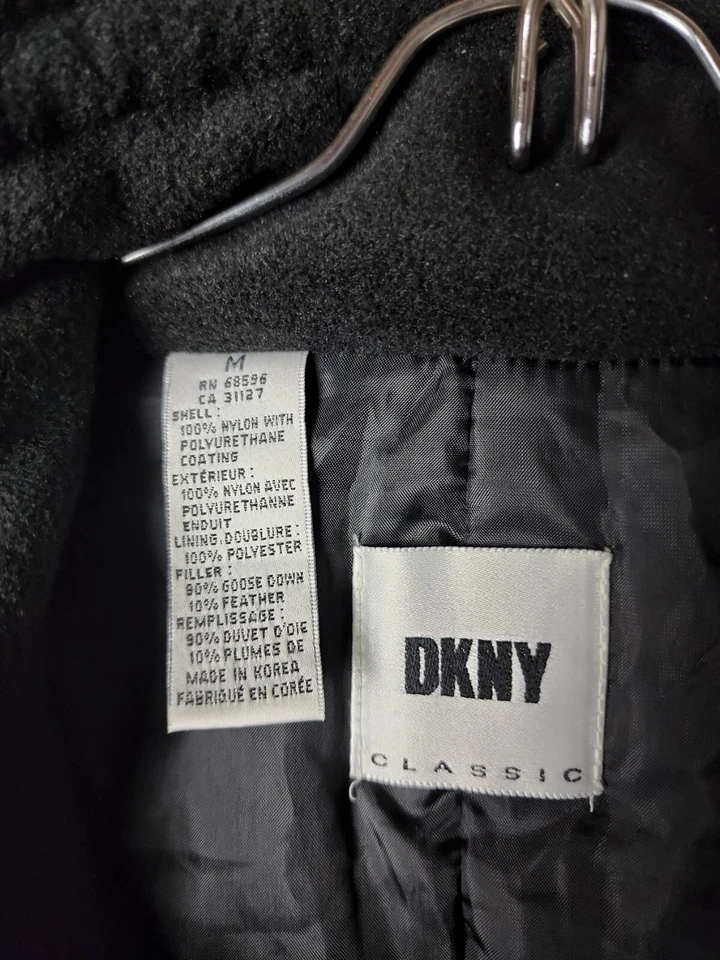 M
RN 68596
CA 31127
SHELL:
100% NYLON WITH
POLYURETHANE
COATING
EXTÉRIEUR:
100% NYLON AVEC
POLYURETHANNE
ENDUIT
LINING.DOUBLURE:
100% POLYESTER
FILLER:
90% GOOSE DOWN
10% FEATHER
REMPLISSAGE:
90% DUVET D'OIE
10% PLUMES DE
MADE IN KOREA
FABRIQUÉ EN CORÉE
DKNY
CLASSIC